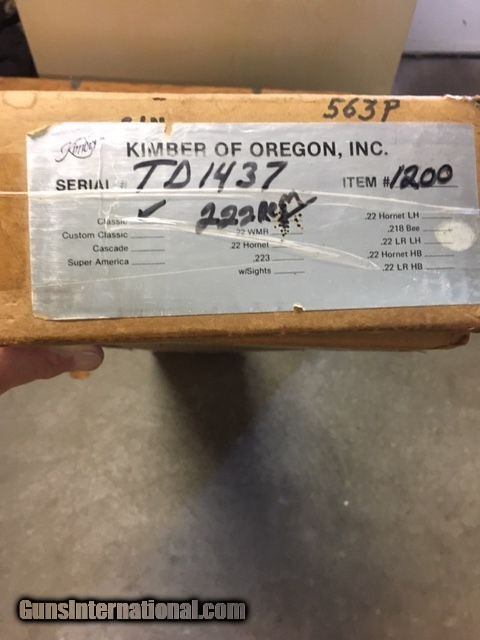 563P
Kimber KIMBER OF OREGON, INC.
SERIAL # TD1437 ITEM #1200
Classic ✓ 222 Rem .22 Hornet LH
Custom Classic .22 WMR .218 Bee
Cascade .22 Hornet .22 LR LH
Super America .223 .22 Hornet HB
w/Sights .22 LR HB
GunsInternational.com